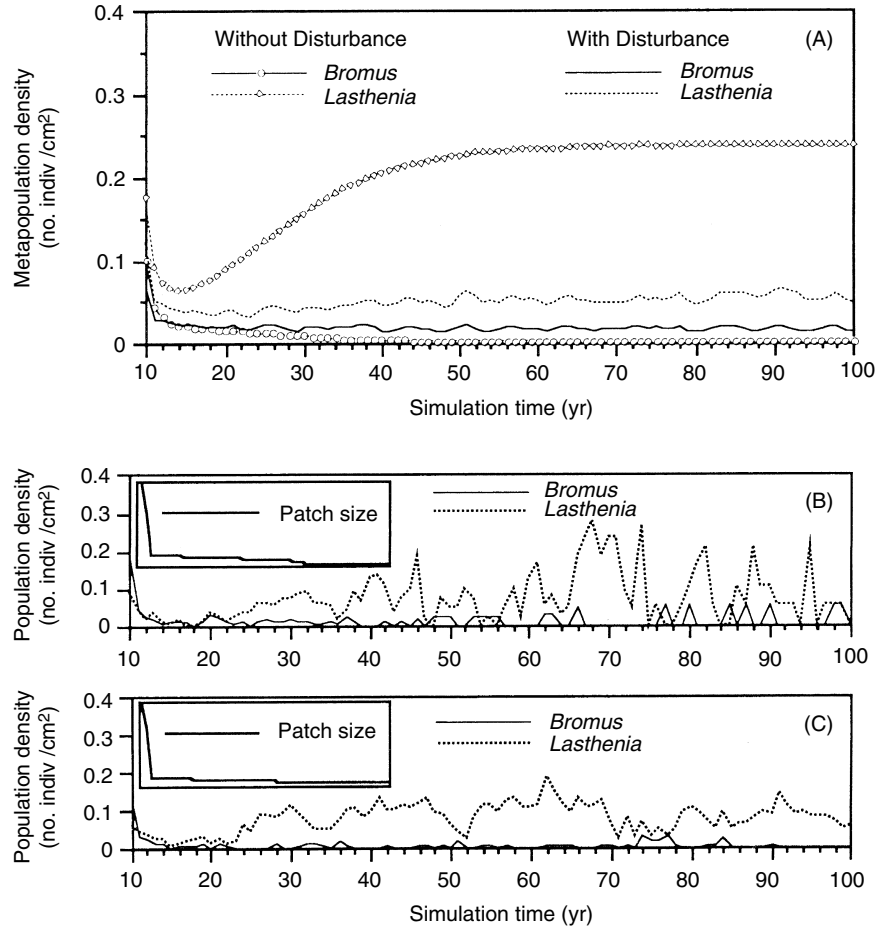 (A)
Without Disturbance
With Disturbance
Bromus
Lasthenia
Bromus
Lasthenia
Metapopulation density
(no. indiv /cm²)
0.4
0.3
0.2
0.1
0
10 20 30 40 50 60 70 80 90 100
Simulation time (yr)
(B)
Patch size
Bromus
Lasthenia
Population density
(no. indiv /cm²)
0.4
0.3
0.2
0.1
0
10 20 30 40 50 60 70 80 90 100
(C)
Patch size
Bromus
Lasthenia
Population density
(no. indiv /cm²)
0.4
0.3
0.2
0.1
0
10 20 30 40 50 60 70 80 90 100
Simulation time (yr)